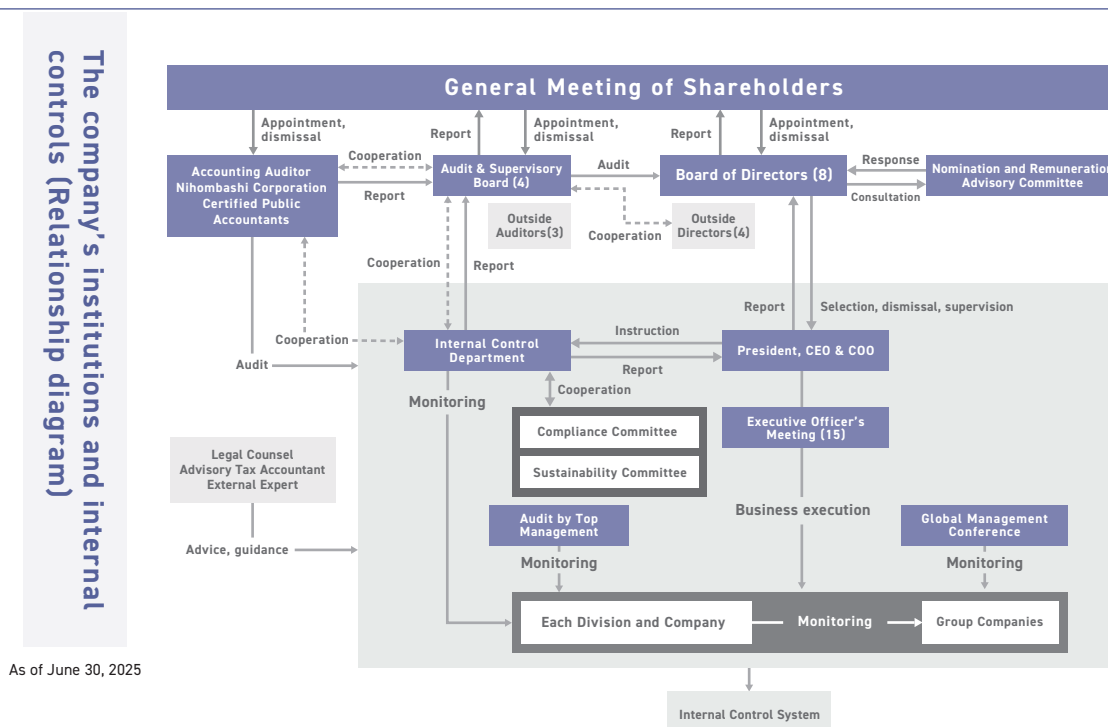 The company's institutions and internal
controls (Relationship diagram)
As of June 30, 2025
General Meeting of Shareholders
Appointment,
dismissal
Report
Appointment,
dismissal
Report
Appointment,
dismissal
Accounting Auditor
Nihombashi Corporation
Certified Public
Accountants
Cooperation
Report
Audit & Supervisory
Board (4)
Audit
Board of Directors (8)
Response
Consultation
Nomination and Remuneration
Advisory Committee
Outside
Auditors(3)
Cooperation
Outside
Directors(4)
Cooperation
Report
Report
Selection, dismissal, supervision
Cooperation
Audit
Internal Control
Department
Instruction
Report
President, CEO & COO
Monitoring
Cooperation
Compliance Committee
Sustainability Committee
Executive Officer's
Meeting (15)
Legal Counsel
Advisory Tax Accountant
External Expert
Advice, guidance
Audit by Top
Management
Monitoring
Business execution
Global Management
Conference
Monitoring
Each Division and Company
Monitoring
Group Companies
Internal Control System